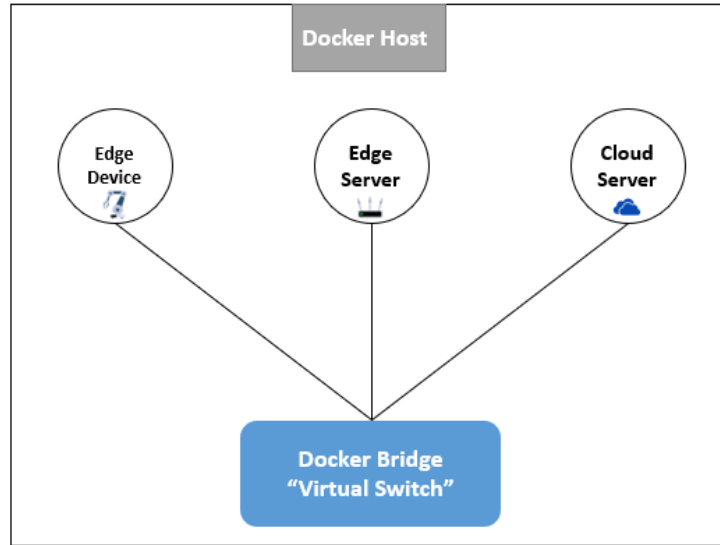 Docker Host
Edge
Device
Edge
Server
Cloud
Server
Docker Bridge
“Virtual Switch”